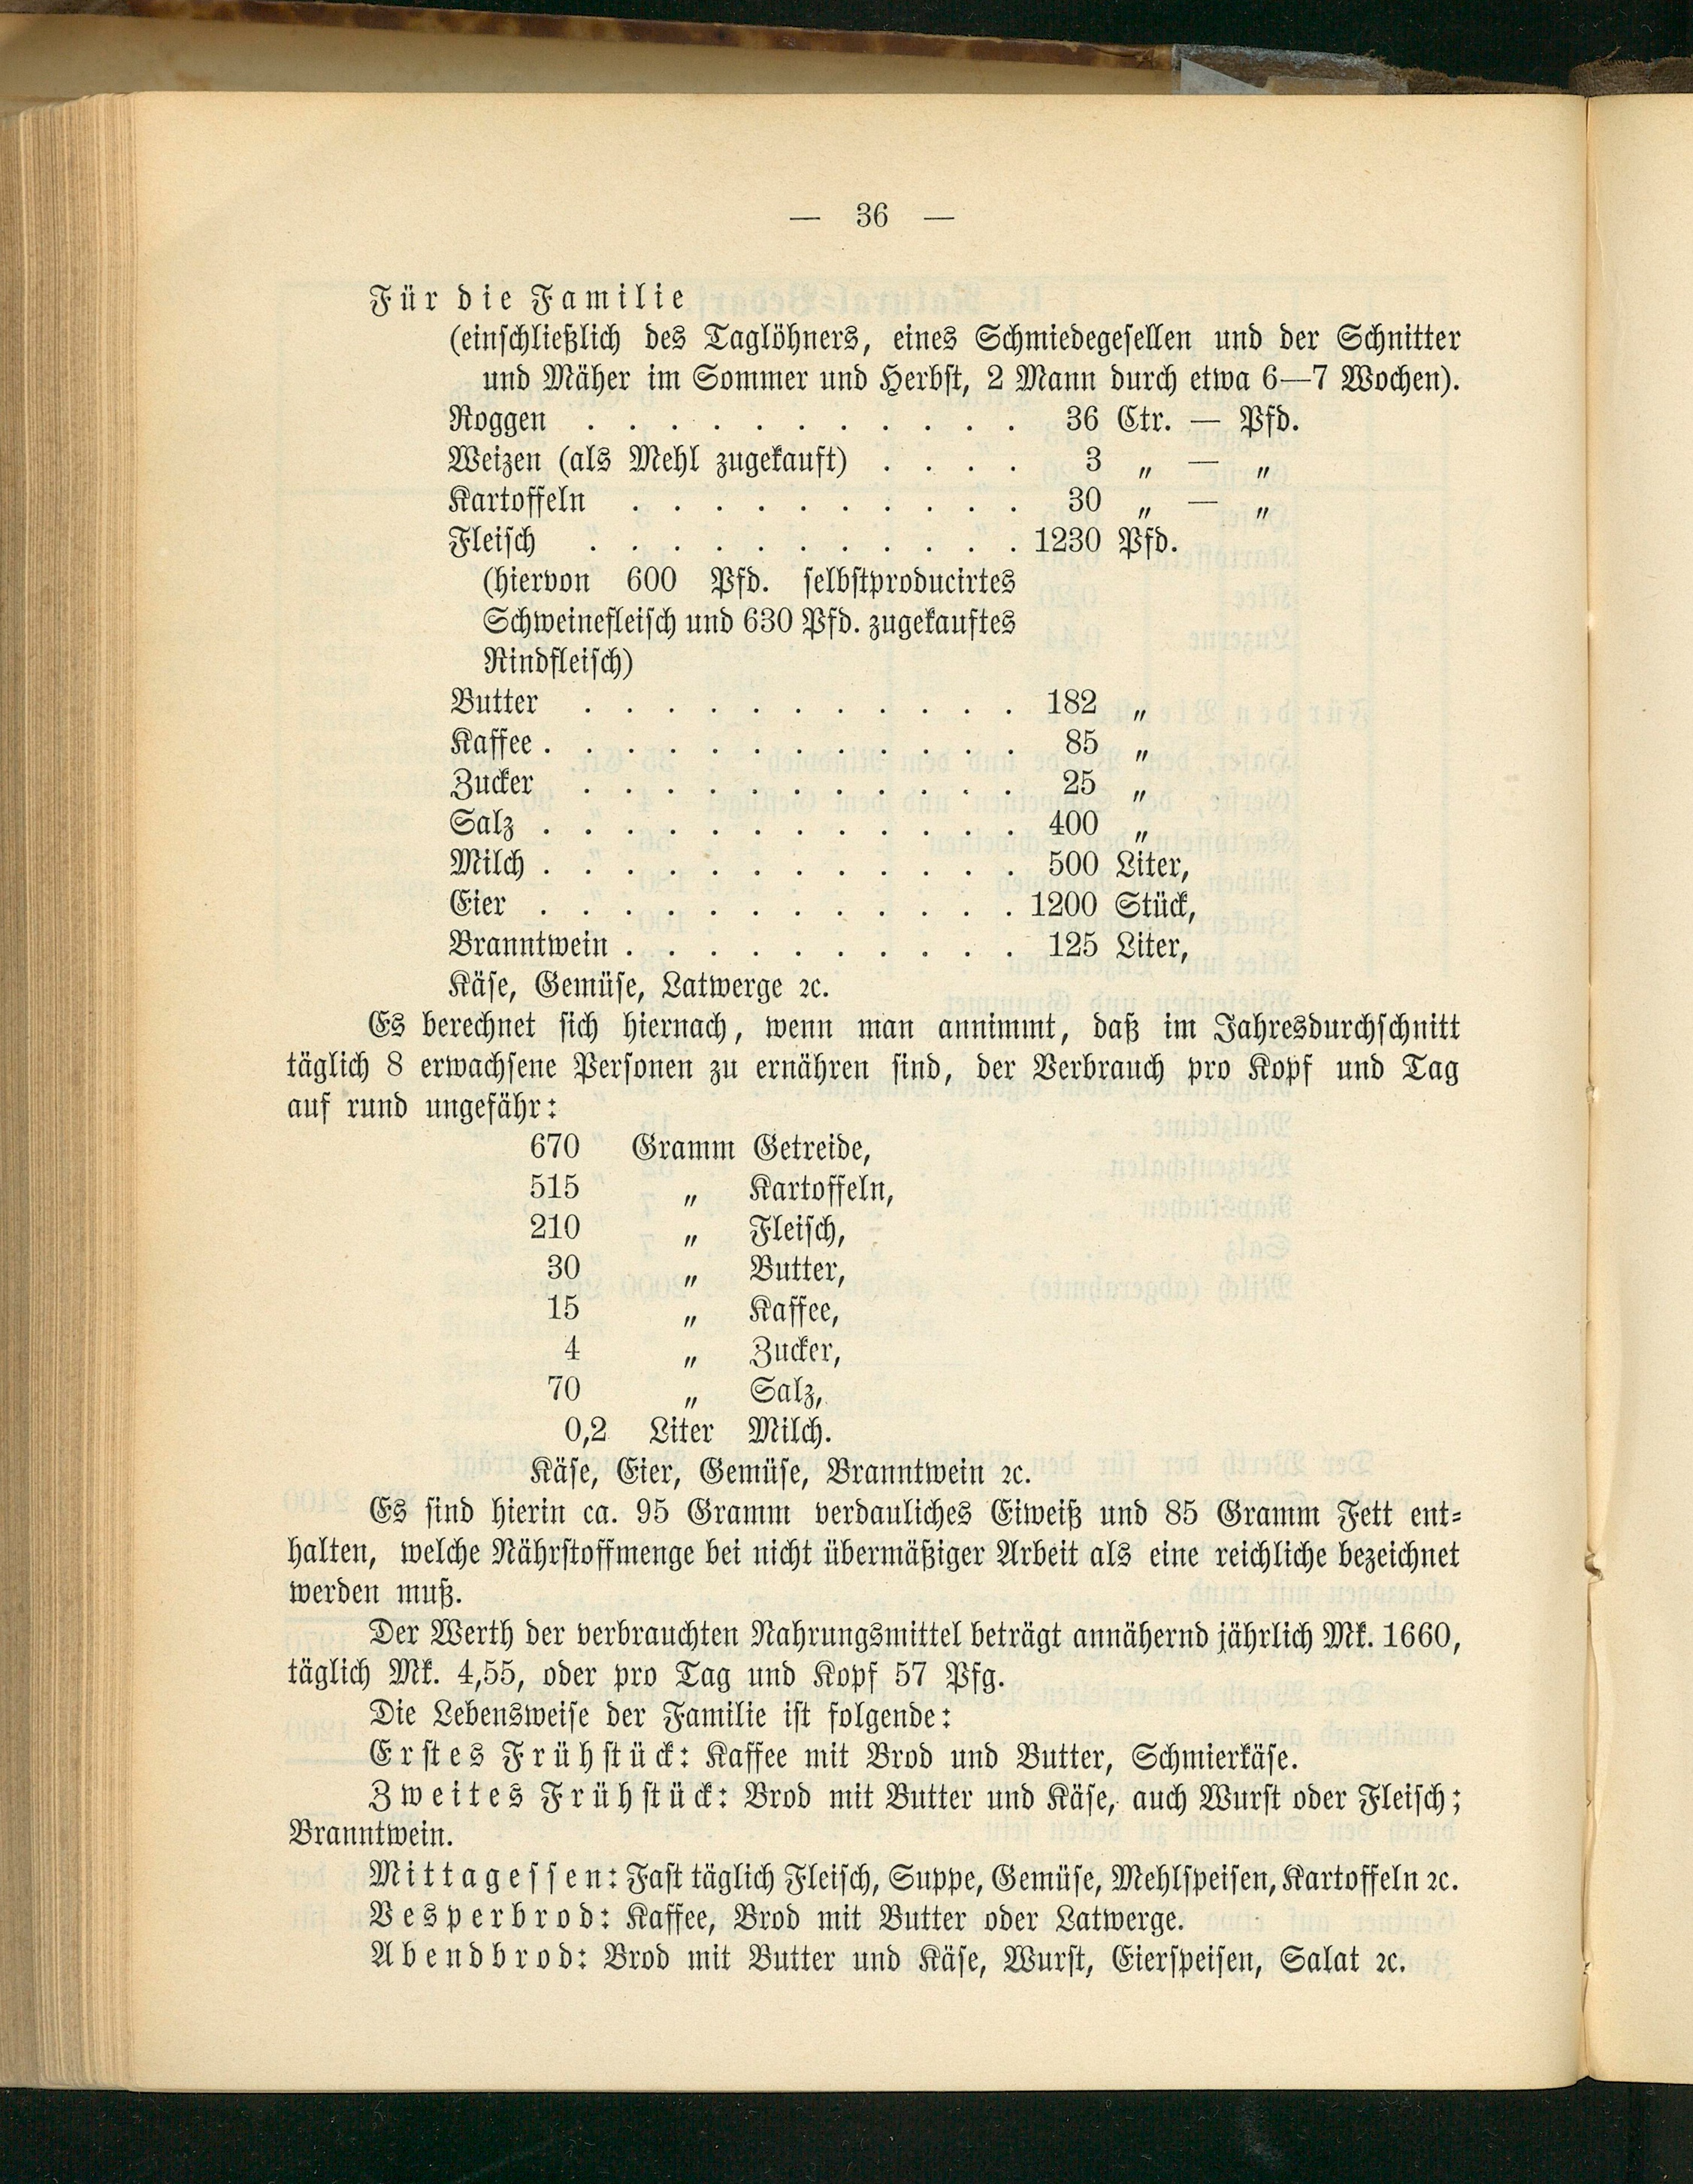 — 36 —
Für die Familie
(einschließlich des Taglöhners, eines Schmiedegesellen und der Schnitter
und Mäher im Sommer und Herbst, 2 Mann durch etwa 6—7 Wochen).
Roggen . . . . . . . . . . . 36 Ctr. — Pfd.
Weizen (als Mehl zugekauft) . . . . 3 „ — „
Kartoffeln . . . . . . . . . . 30 „ — „
Fleisch . . . . . . . . . . . 1230 Pfd.
(hiervon 600 Pfd. selbstproducirtes
Schweinefleisch und 630 Pfd. zugekauftes
Rindfleisch)
Butter . . . . . . . . . . . 182 „
Kaffee . . . . . . . . . . . . 85 „
Zucker . . . . . . . . . . . 25 „
Salz . . . . . . . . . . . . 400 „
Milch . . . . . . . . . . . . 500 Liter,
Eier . . . . . . . . . . . . 1200 Stück,
Branntwein . . . . . . . . . . 125 Liter,
Käse, Gemüse, Latwerge ꝛc.
Es berechnet sich hiernach, wenn man annimmt, daß im Jahresdurchschnitt
täglich 8 erwachsene Personen zu ernähren sind, der Verbrauch pro Kopf und Tag
auf rund ungefähr:
670 Gramm Getreide,
515 „ Kartoffeln,
210 „ Fleisch,
30 „ Butter,
15 „ Kaffee,
4 „ Zucker,
70 „ Salz,
0,2 Liter Milch.
Käse, Eier, Gemüse, Branntwein ꝛc.
Es sind hierin ca. 95 Gramm verdauliches Eiweiß und 85 Gramm Fett ent-
halten, welche Nährstoffmenge bei nicht übermäßiger Arbeit als eine reichliche bezeichnet
werden muß.
Der Werth der verbrauchten Nahrungsmittel beträgt annähernd jährlich Mk. 1660,
täglich Mk. 4,55, oder pro Tag und Kopf 57 Pfg.
Die Lebensweise der Familie ist folgende:
Erstes Frühstück: Kaffee mit Brod und Butter, Schmierkäse.
Zweites Frühstück: Brod mit Butter und Käse, auch Wurst oder Fleisch;
Branntwein.
Mittagessen: Fast täglich Fleisch, Suppe, Gemüse, Mehlspeisen, Kartoffeln ꝛc.
Vesperbrod: Kaffee, Brod mit Butter oder Latwerge.
Abendbrod: Brod mit Butter und Käse, Wurst, Eierspeisen, Salat ꝛc.